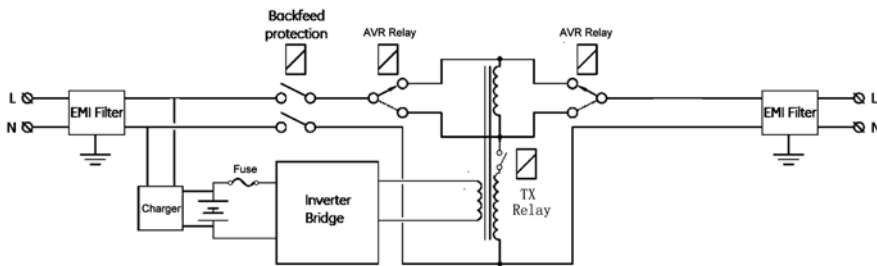 Backfeed
protection
AVR Relay
AVR Relay
L
EMI Filter
EMI Filter
L
N
N
Fuse
Charger
Inverter
Bridge
TX
Relay